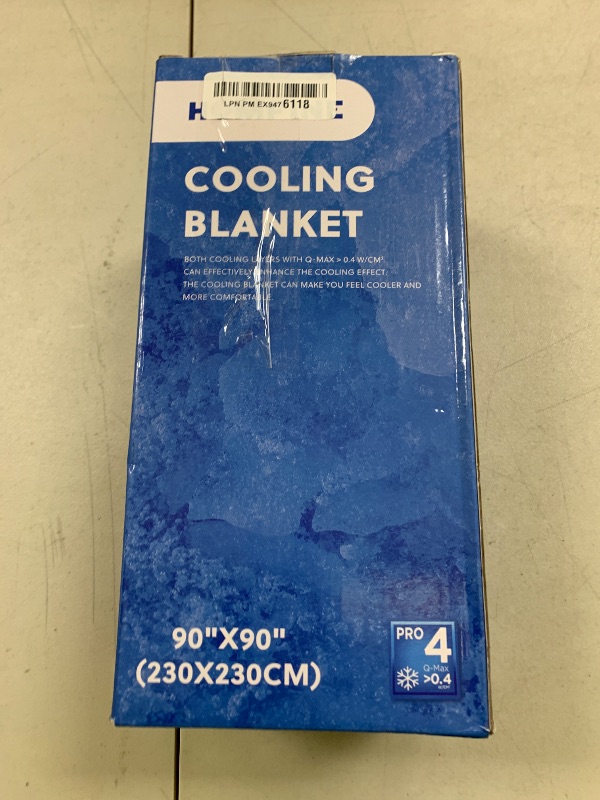 LPN PM EX947 6118
COOLING
BLANKET
BOTH COOLING LAYERS WITH Q-MAX > 0.4 W/CM²
CAN EFFECTIVELY ENHANCE THE COOLING EFFECT.
THE COOLING BLANKET CAN MAKE YOU FEEL COOLER AND
MORE COMFORTABLE.
90"X90"
(230X230CM)
PRO 4
Q-Max
>0.4